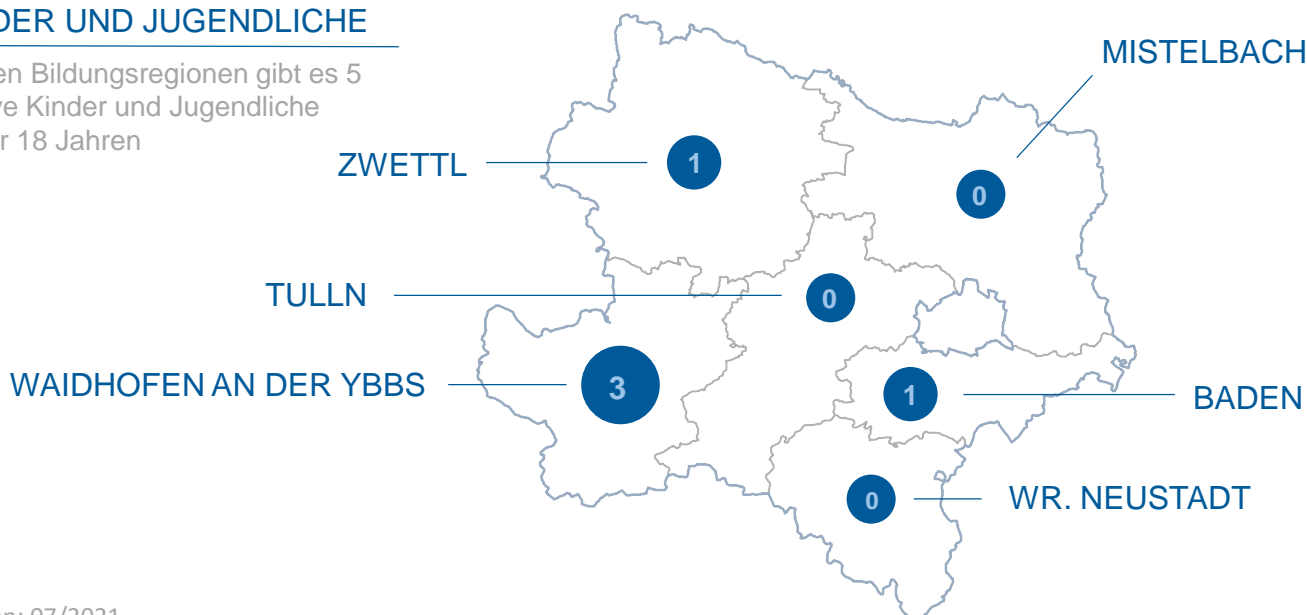 DER UND JUGENDLICHE
en Bildungsregionen gibt es 5
ve Kinder und Jugendliche
r 18 Jahren
MISTELBACH
ZWETTL
1
0
TULLN
0
WAIDHOFEN AN DER YBBS
3
1
BADEN
0
WR. NEUSTADT